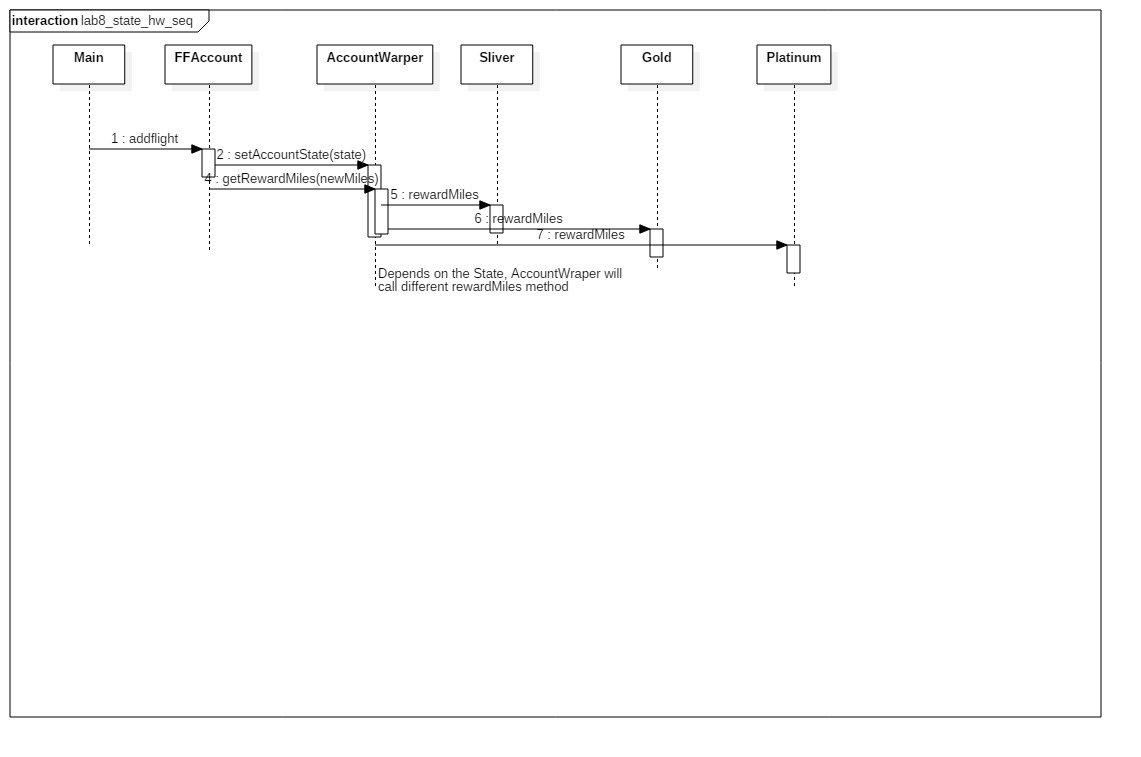 interaction lab8_state_hw_seq
Main
FFAccount
AccountWarper
Sliver
Gold
Platinum
1 : addflight
2 : setAccountState(state)
4 : getRewardMiles(newMiles)
5 : rewardMiles
6 : rewardMiles
7 : rewardMiles
Depends on the State, AccountWraper will
call different rewardMiles method